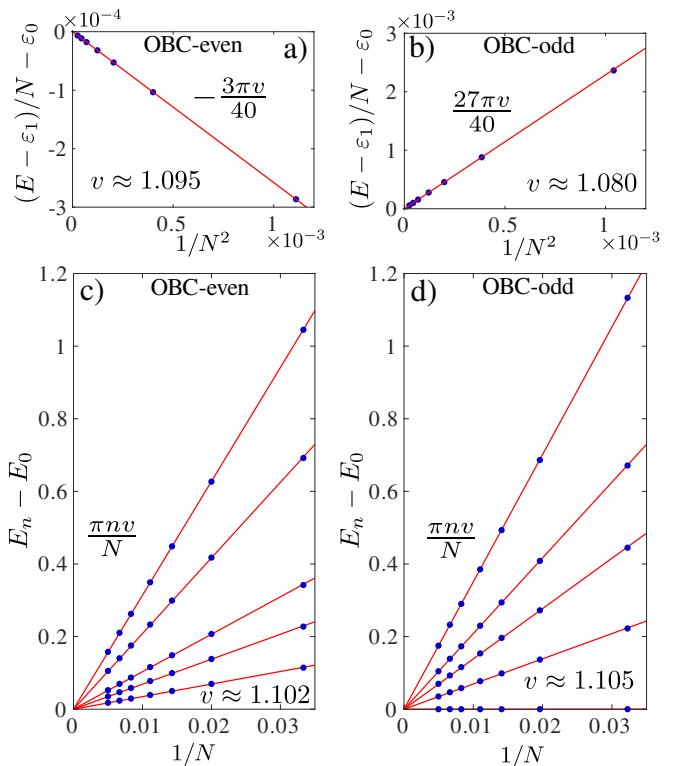 ×10⁻⁴
OBC-even
a)
0
-1
-2
-3
(E − ε₁)/N − ε₀
−3πv/40
v ≈ 1.095
0
0.5
1
×10⁻³
1/N²
×10⁻³
OBC-odd
b)
3
2
1
0
(E − ε₁)/N − ε₀
27πv/40
v ≈ 1.080
0
0.5
1
×10⁻³
1/N²
c)
OBC-even
1.2
1
0.8
0.6
0.4
0.2
0
Eₙ − E₀
πnv/N
v ≈ 1.102
0
0.01
0.02
0.03
1/N
d)
OBC-odd
1.2
1
0.8
0.6
0.4
0.2
0
Eₙ − E₀
πnv/N
v ≈ 1.105
0
0.01
0.02
0.03
1/N